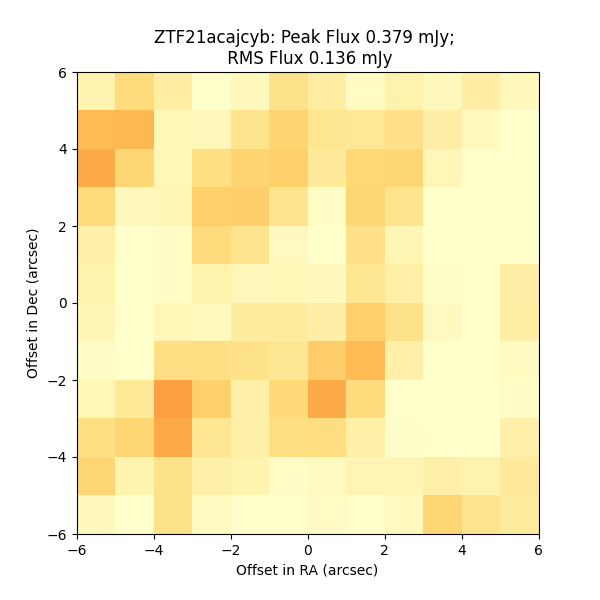 ZTF21acajcyb: Peak Flux 0.379 mJy;
RMS Flux 0.136 mJy
6
4
2
0
−2
−4
−6
Offset in Dec (arcsec)
−6 −4 −2 0 2 4 6
Offset in RA (arcsec)